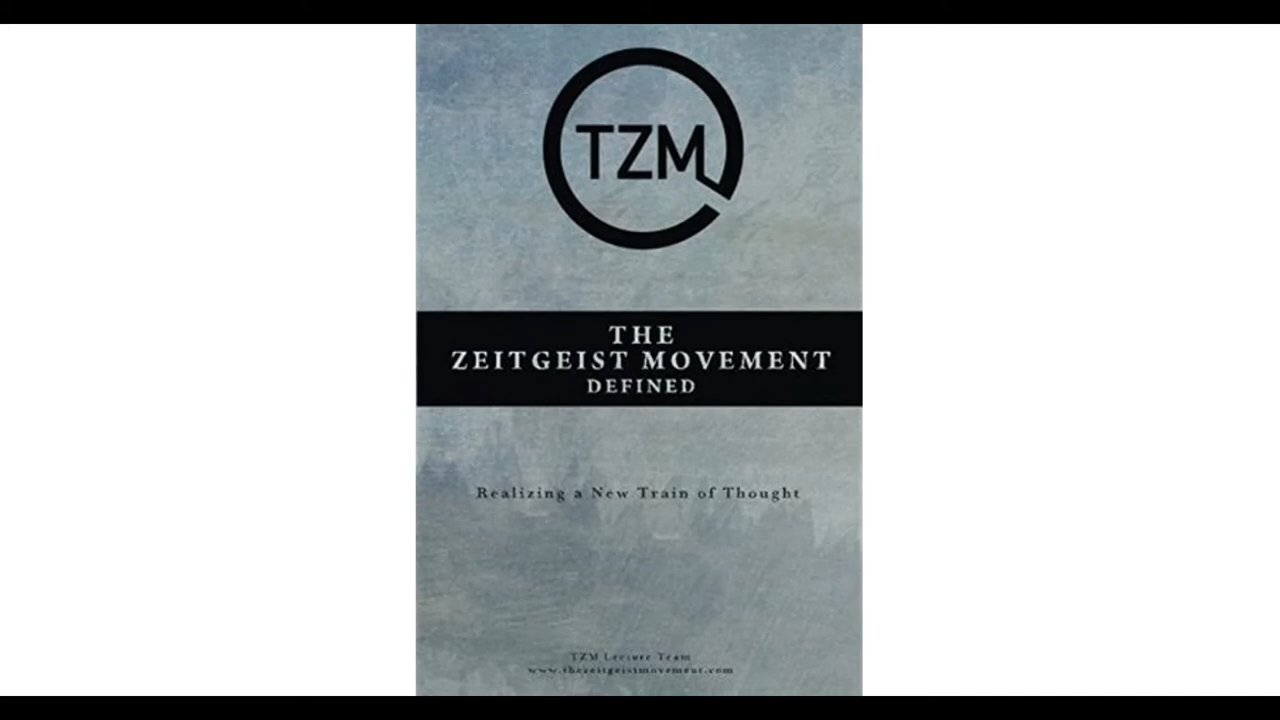 TZM
THE
ZEITGEIST MOVEMENT
DEFINED
Realizing a New Train of Thought
TZM Lecture Team
www.thezeitgeistmovement.com